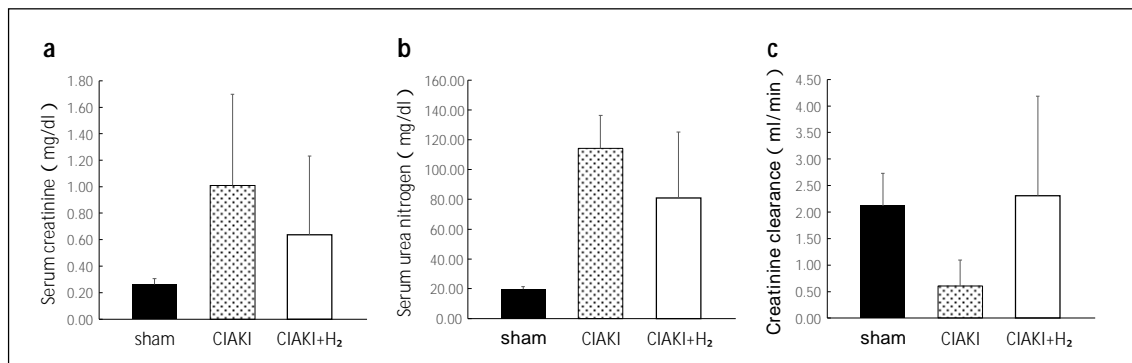 a
Serum creatinine ( mg/dl )
1.80
1.60
1.40
1.20
1.00
0.80
0.60
0.40
0.20
0.00
sham
CIAKI
CIAKI+H₂
b
Serum urea nitrogen ( mg/dl )
160.00
140.00
120.00
100.00
80.00
60.00
40.00
20.00
0.00
sham
CIAKI
CIAKI+H₂
c
Creatinine clearance ( ml/min )
4.50
4.00
3.50
3.00
2.50
2.00
1.50
1.00
0.50
0.00
sham
CIAKI
CIAKI+H₂